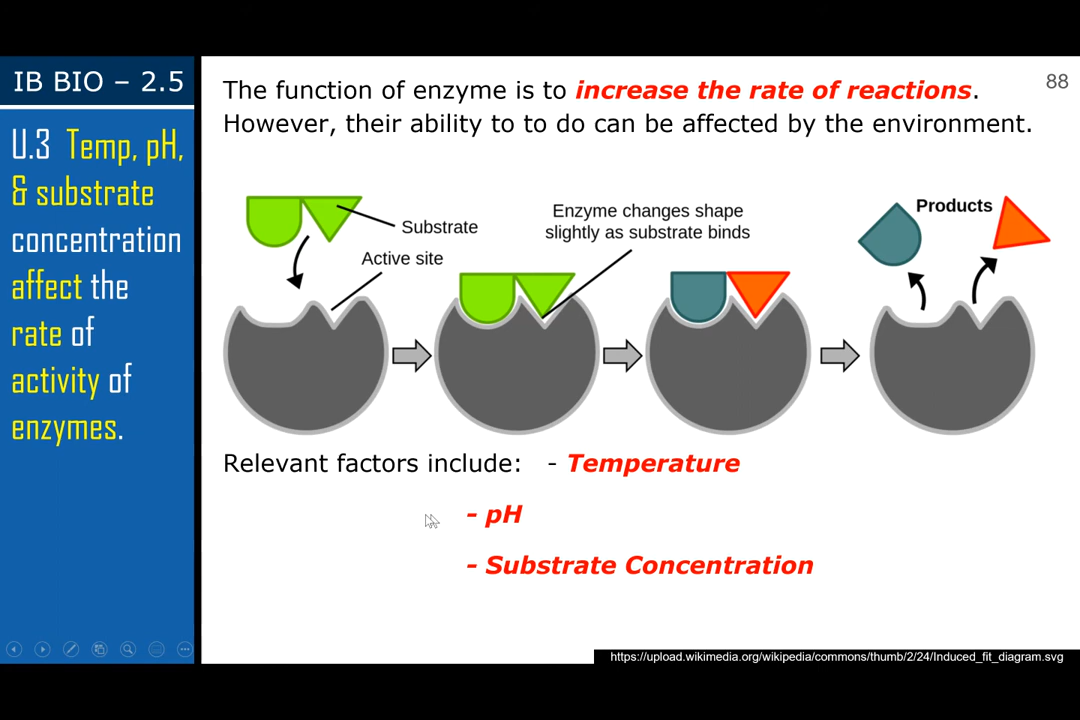 IB BIO – 2.5
U.3 Temp, pH,
& substrate
concentration
affect the
rate of
activity of
enzymes.
88
The function of enzyme is to increase the rate of reactions.
However, their ability to to do can be affected by the environment.
Substrate
Active site
Enzyme changes shape
slightly as substrate binds
Products
Relevant factors include: - Temperature
- pH
- Substrate Concentration
https://upload.wikimedia.org/wikipedia/commons/thumb/2/24/Induced_fit_diagram.svg